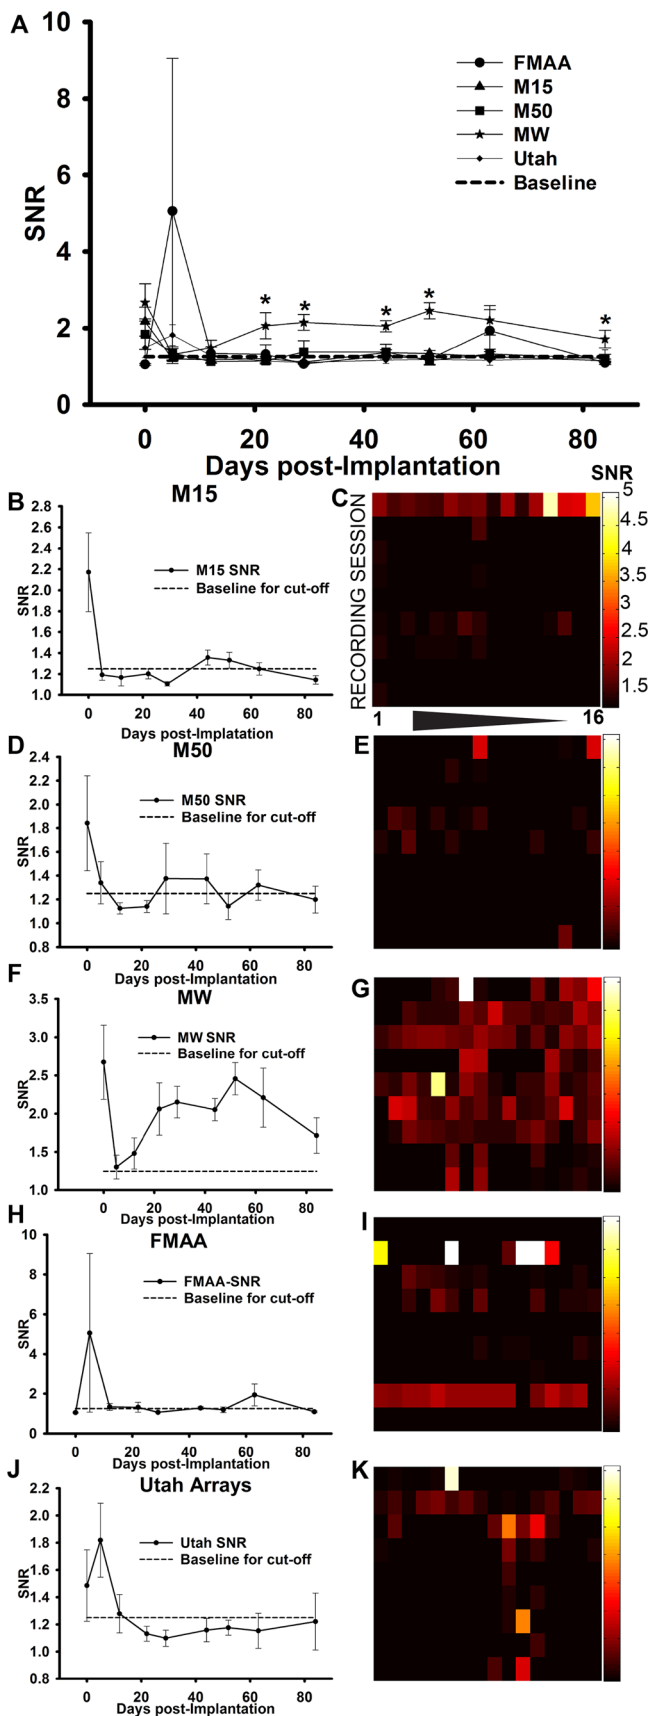 A
10
8
6
4
2
0
SNR
FMAA
M15
M50
MW
Utah
Baseline
* * * * *
0 20 40 60 80
Days post-Implantation
B
M15
2.8
2.6
2.4
2.2
2.0
1.8
1.6
1.4
1.2
1.0
SNR
M15 SNR
Baseline for cut-off
0 20 40 60 80
Days post-Implatation
C
RECORDING SESSION
SNR
5
4.5
4
3.5
3
2.5
2
1.5
1 16
D
M50
2.4
2.2
2.0
1.8
1.6
1.4
1.2
1.0
0.8
SNR
M50 SNR
Baseline for cut-off
0 20 40 60 80
Days post-Implantation
E
F
MW
3.5
3.0
2.5
2.0
1.5
1.0
SNR
MW SNR
Baseline for cut-off
0 20 40 60 80
Days post-Implantation
G
H
FMAA
10
8
6
4
2
0
SNR
FMAA-SNR
Baseline for cut-off
0 20 40 60 80
Days post-Implantation
I
J
Utah Arrays
2.2
2.0
1.8
1.6
1.4
1.2
1.0
0.8
SNR
Utah SNR
Baseline for cut-off
0 20 40 60 80
Days post-Implantation
K